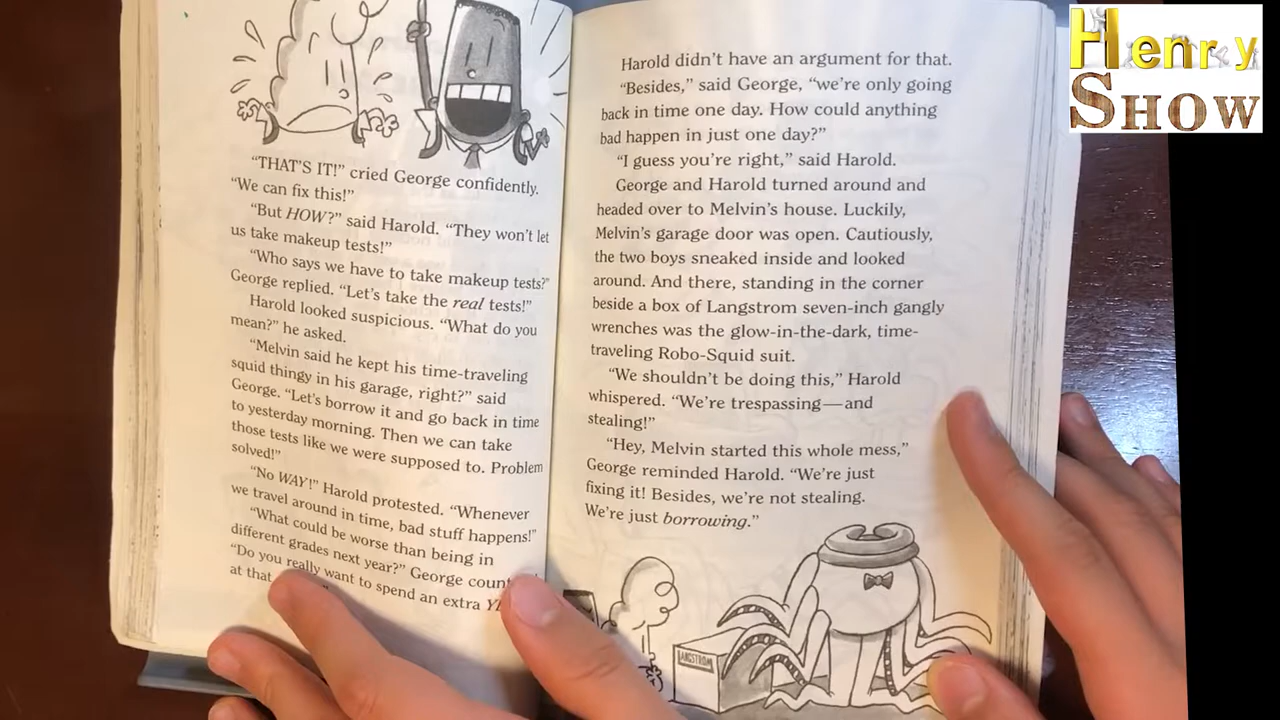 "THAT'S IT!" cried George confidently.
"We can fix this!"
"But HOW?" said Harold. "They won't let
us take makeup tests!"
"Who says we have to take makeup tests?"
George replied. "Let's take the real tests!"
Harold looked suspicious. "What do you
mean?" he asked.
"Melvin said he kept his time-traveling
squid thingy in his garage, right?" said
George. "Let's borrow it and go back in time
to yesterday morning. Then we can take
those tests like we were supposed to. Problem
solved!"
"No WAY!" Harold protested. "Whenever
we travel around in time, bad stuff happens!"
"What could be worse than being in
different grades next year?" George
"Do you really want to spend an extra
at that
Harold didn't have an argument for that.
"Besides," said George, "we're only going
back in time one day. How could anything
bad happen in just one day?"
"I guess you're right," said Harold.
George and Harold turned around and
headed over to Melvin's house. Luckily,
Melvin's garage door was open. Cautiously,
the two boys sneaked inside and looked
around. And there, standing in the corner
beside a box of Langstrom seven-inch gangly
wrenches was the glow-in-the-dark, time-
traveling Robo-Squid suit.
"We shouldn't be doing this," Harold
whispered. "We're trespassing—and
stealing!"
"Hey, Melvin started this whole mess,"
George reminded Harold. "We're just
fixing it! Besides, we're not stealing.
We're just borrowing."
LANGSTROM
Henry
SHOW